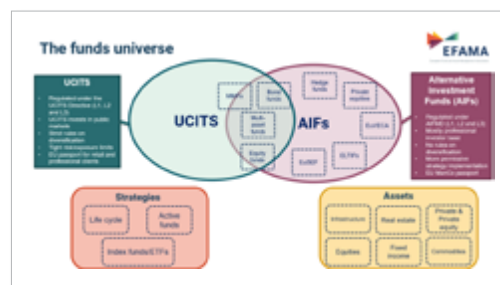 The funds universe
EFAMA
UCITS
Regulated under the
UCITS Directive (L1, L2
and L3)
UCITS invests in public
markets
Strict rules on
diversification
Tight
limits
EU passport for retail and
professional clients
UCITS
AIFs
MMFs
Bond
funds
Multi-
asset
funds
Equity
funds
Hedge
funds
Private
equities
EuVECA
EuSEF
ELTIFs
Alternative
Investment
Funds (AIFs)
Regulated under
AIFMD (L1, L2 and L3)
Mostly professional
investor base
No rules on
diversification
More permissive
strategy implementation
EU ManCo passport
Strategies
Life cycle
Active
funds
Index funds/ETFs
Assets
Infrastructure
Real estate
Private &
Private
equity
Equities
Fixed
income
Commodities